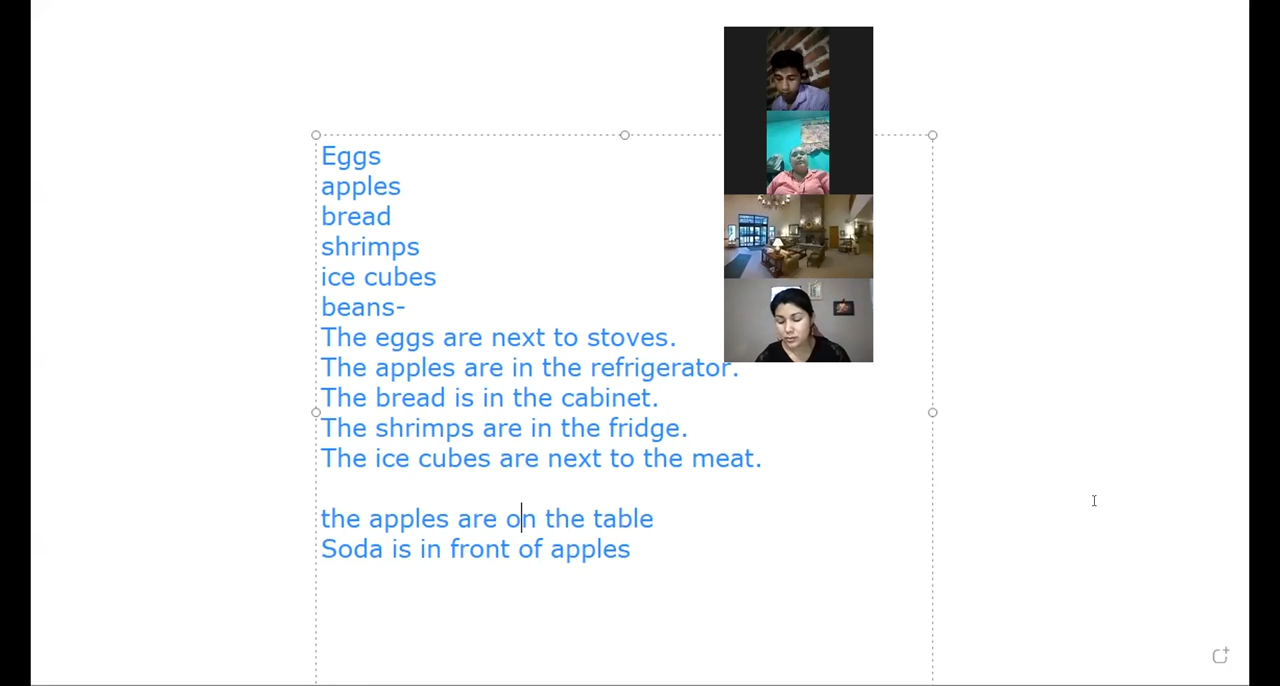 Eggs
apples
bread
shrimps
ice cubes
beans-
The eggs are next to stoves.
The apples are in the refrigerator.
The bread is in the cabinet.
The shrimps are in the fridge.
The ice cubes are next to the meat.
the apples are on the table
Soda is in front of apples